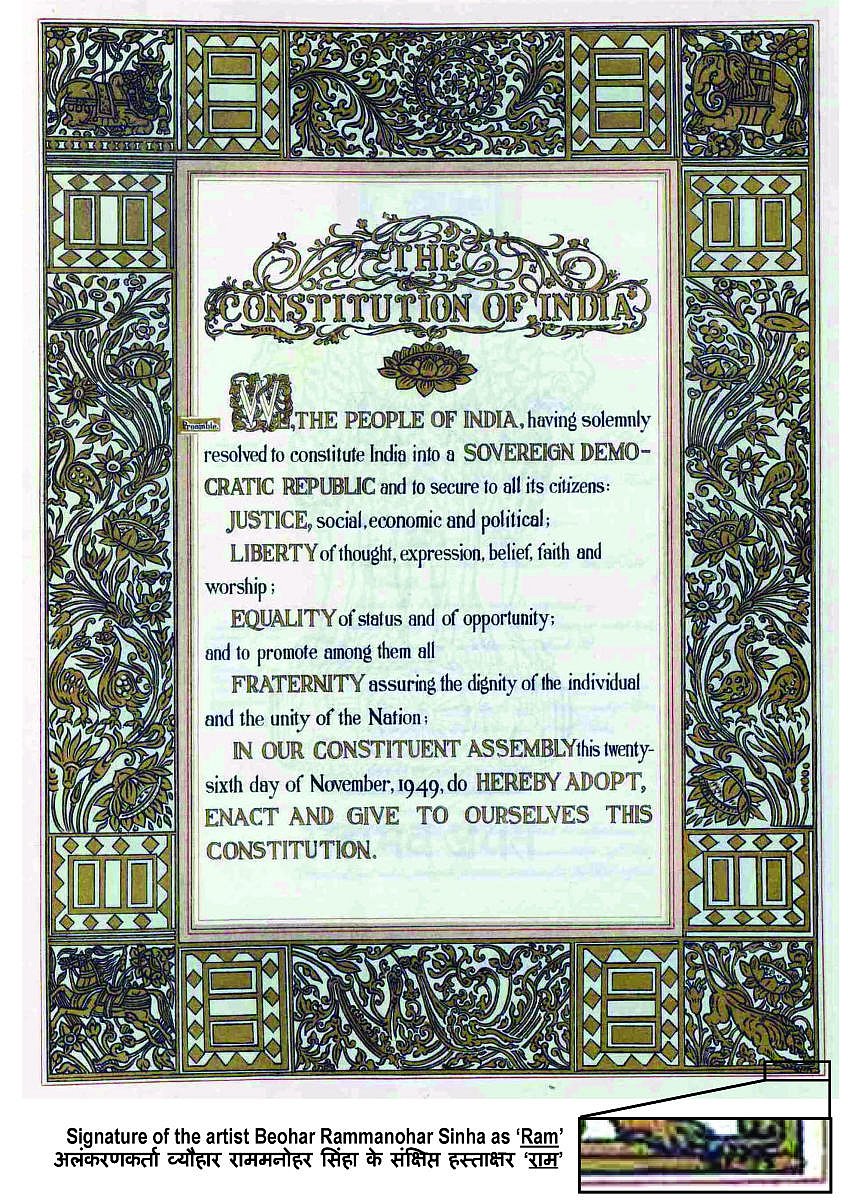 THE
CONSTITUTION OF INDIA
Preamble.
WE, THE PEOPLE OF INDIA, having solemnly
resolved to constitute India into a SOVEREIGN DEMO-
CRATIC REPUBLIC and to secure to all its citizens:
JUSTICE, social, economic and political;
LIBERTY of thought, expression, belief, faith and
worship;
EQUALITY of status and of opportunity;
and to promote among them all
FRATERNITY assuring the dignity of the individual
and the unity of the Nation;
IN OUR CONSTITUENT ASSEMBLY this twenty-
sixth day of November, 1949, do HEREBY ADOPT,
ENACT AND GIVE TO OURSELVES THIS
CONSTITUTION.
Signature of the artist Beohar Rammanohar Sinha as ‘Ram’
अलंकरणकर्ता व्यौहार राममनोहर सिंहा के संक्षिप्त हस्ताक्षर ‘राम’